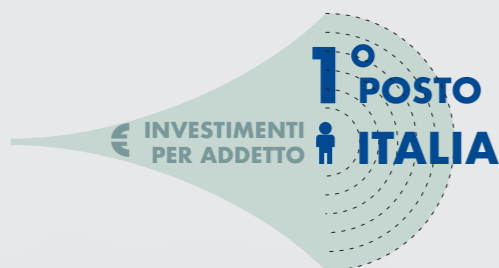 1°
POSTO
€ INVESTIMENTI
PER ADDETTO
ITALIA